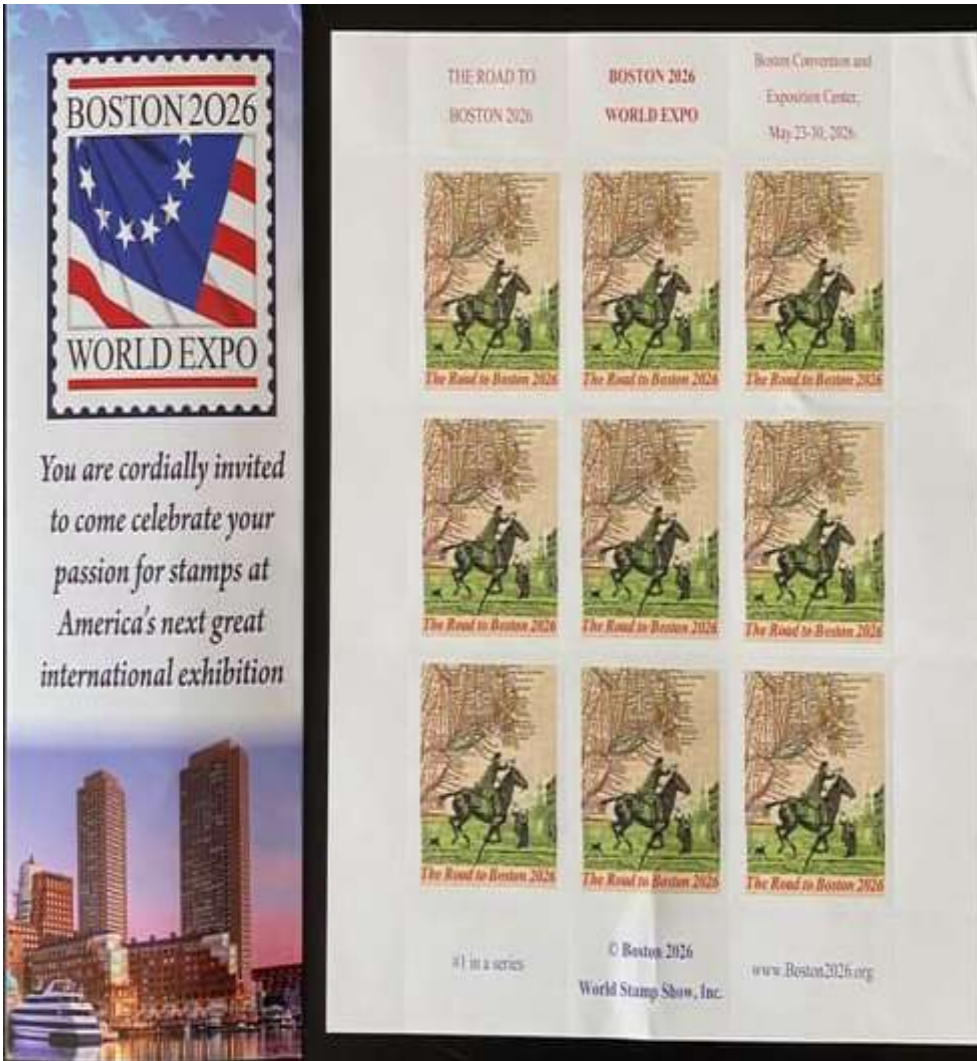 BOSTON 2026
WORLD EXPO
You are cordially invited
to come celebrate your
passion for stamps at
America's next great
international exhibition
THE ROAD TO
BOSTON 2026
BOSTON 2026
WORLD EXPO
Boston Convention and
Exposition Center,
May 23-30, 2026
The Road to Boston 2026
The Road to Boston 2026
The Road to Boston 2026
The Road to Boston 2026
The Road to Boston 2026
The Road to Boston 2026
The Road to Boston 2026
The Road to Boston 2026
The Road to Boston 2026
#1 in a series
© Boston 2026
World Stamp Show, Inc.
www.Boston2026.org